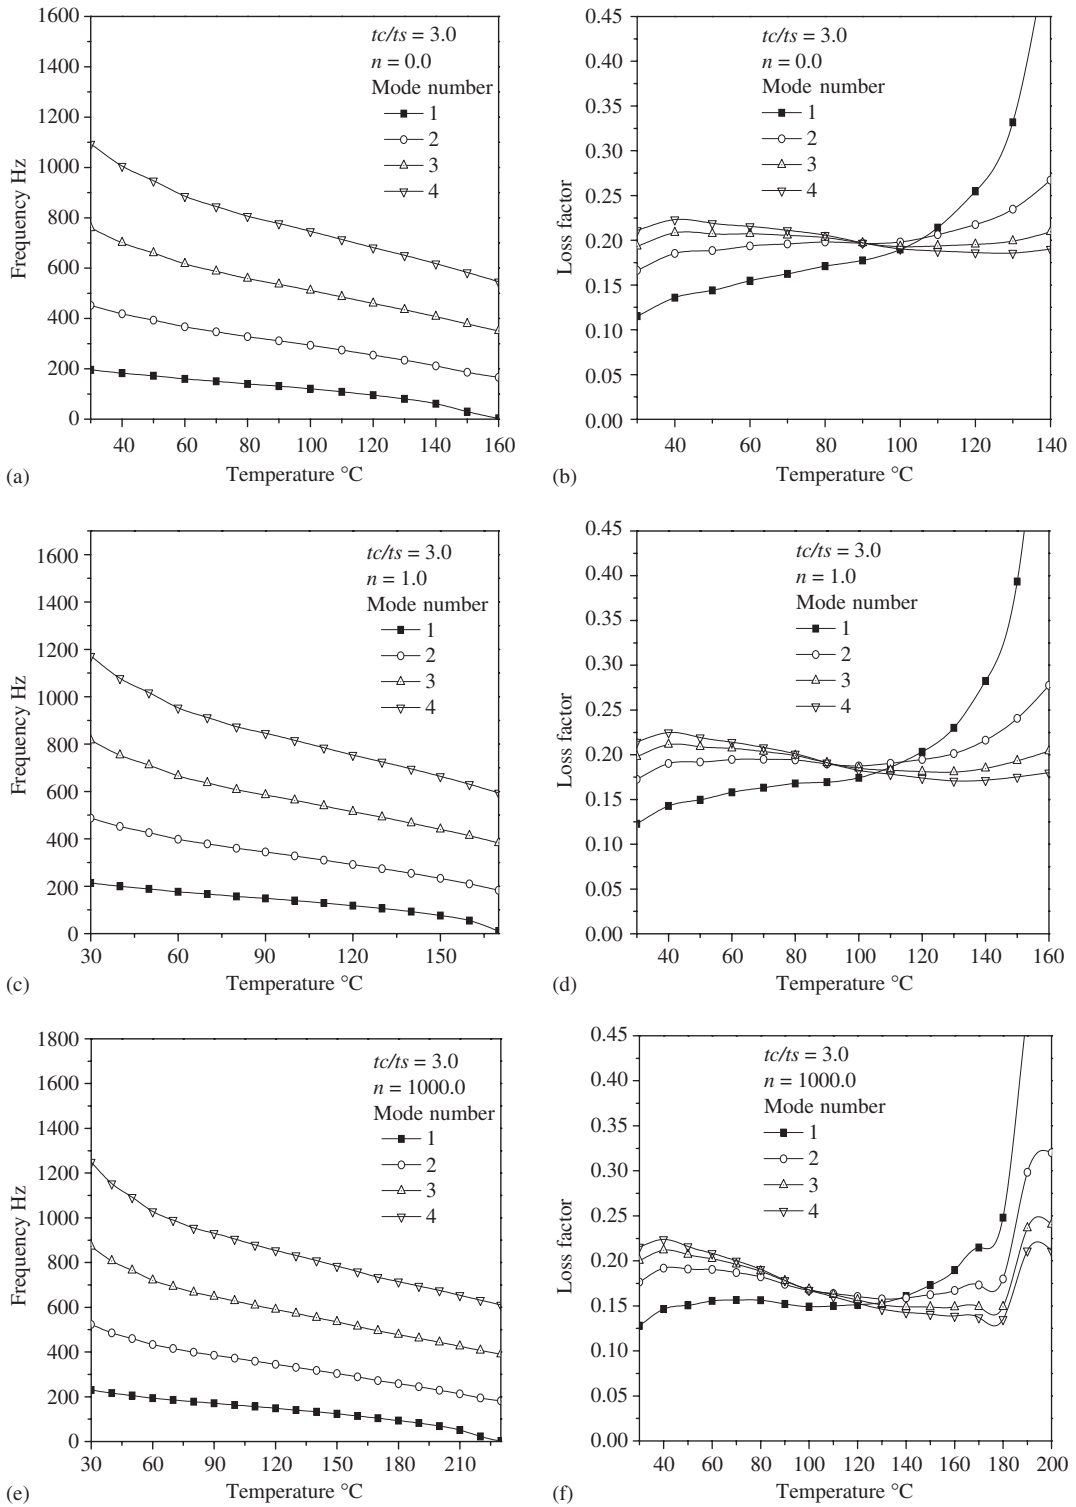 1600
1400
1200
1000
800
600
400
200
0
Frequency Hz
tc/ts = 3.0
n = 0.0
Mode number
1
2
3
4
40 60 80 100 120 140 160
Temperature °C
(a)
0.45
0.40
0.35
0.30
0.25
0.20
0.15
0.10
0.05
0.00
Loss factor
tc/ts = 3.0
n = 0.0
Mode number
1
2
3
4
40 60 80 100 120 140
Temperature °C
(b)
1600
1400
1200
1000
800
600
400
200
0
Frequency Hz
tc/ts = 3.0
n = 1.0
Mode number
1
2
3
4
30 60 90 120 150
Temperature °C
(c)
0.45
0.40
0.35
0.30
0.25
0.20
0.15
0.10
0.05
0.00
Loss factor
tc/ts = 3.0
n = 1.0
Mode number
1
2
3
4
40 60 80 100 120 140 160
Temperature °C
(d)
1800
1600
1400
1200
1000
800
600
400
200
0
Frequency Hz
tc/ts = 3.0
n = 1000.0
Mode number
1
2
3
4
30 60 90 120 150 180 210
Temperature °C
(e)
0.45
0.40
0.35
0.30
0.25
0.20
0.15
0.10
0.05
0.00
Loss factor
tc/ts = 3.0
n = 1000.0
Mode number
1
2
3
4
40 60 80 100 120 140 160 180 200
Temperature °C
(f)